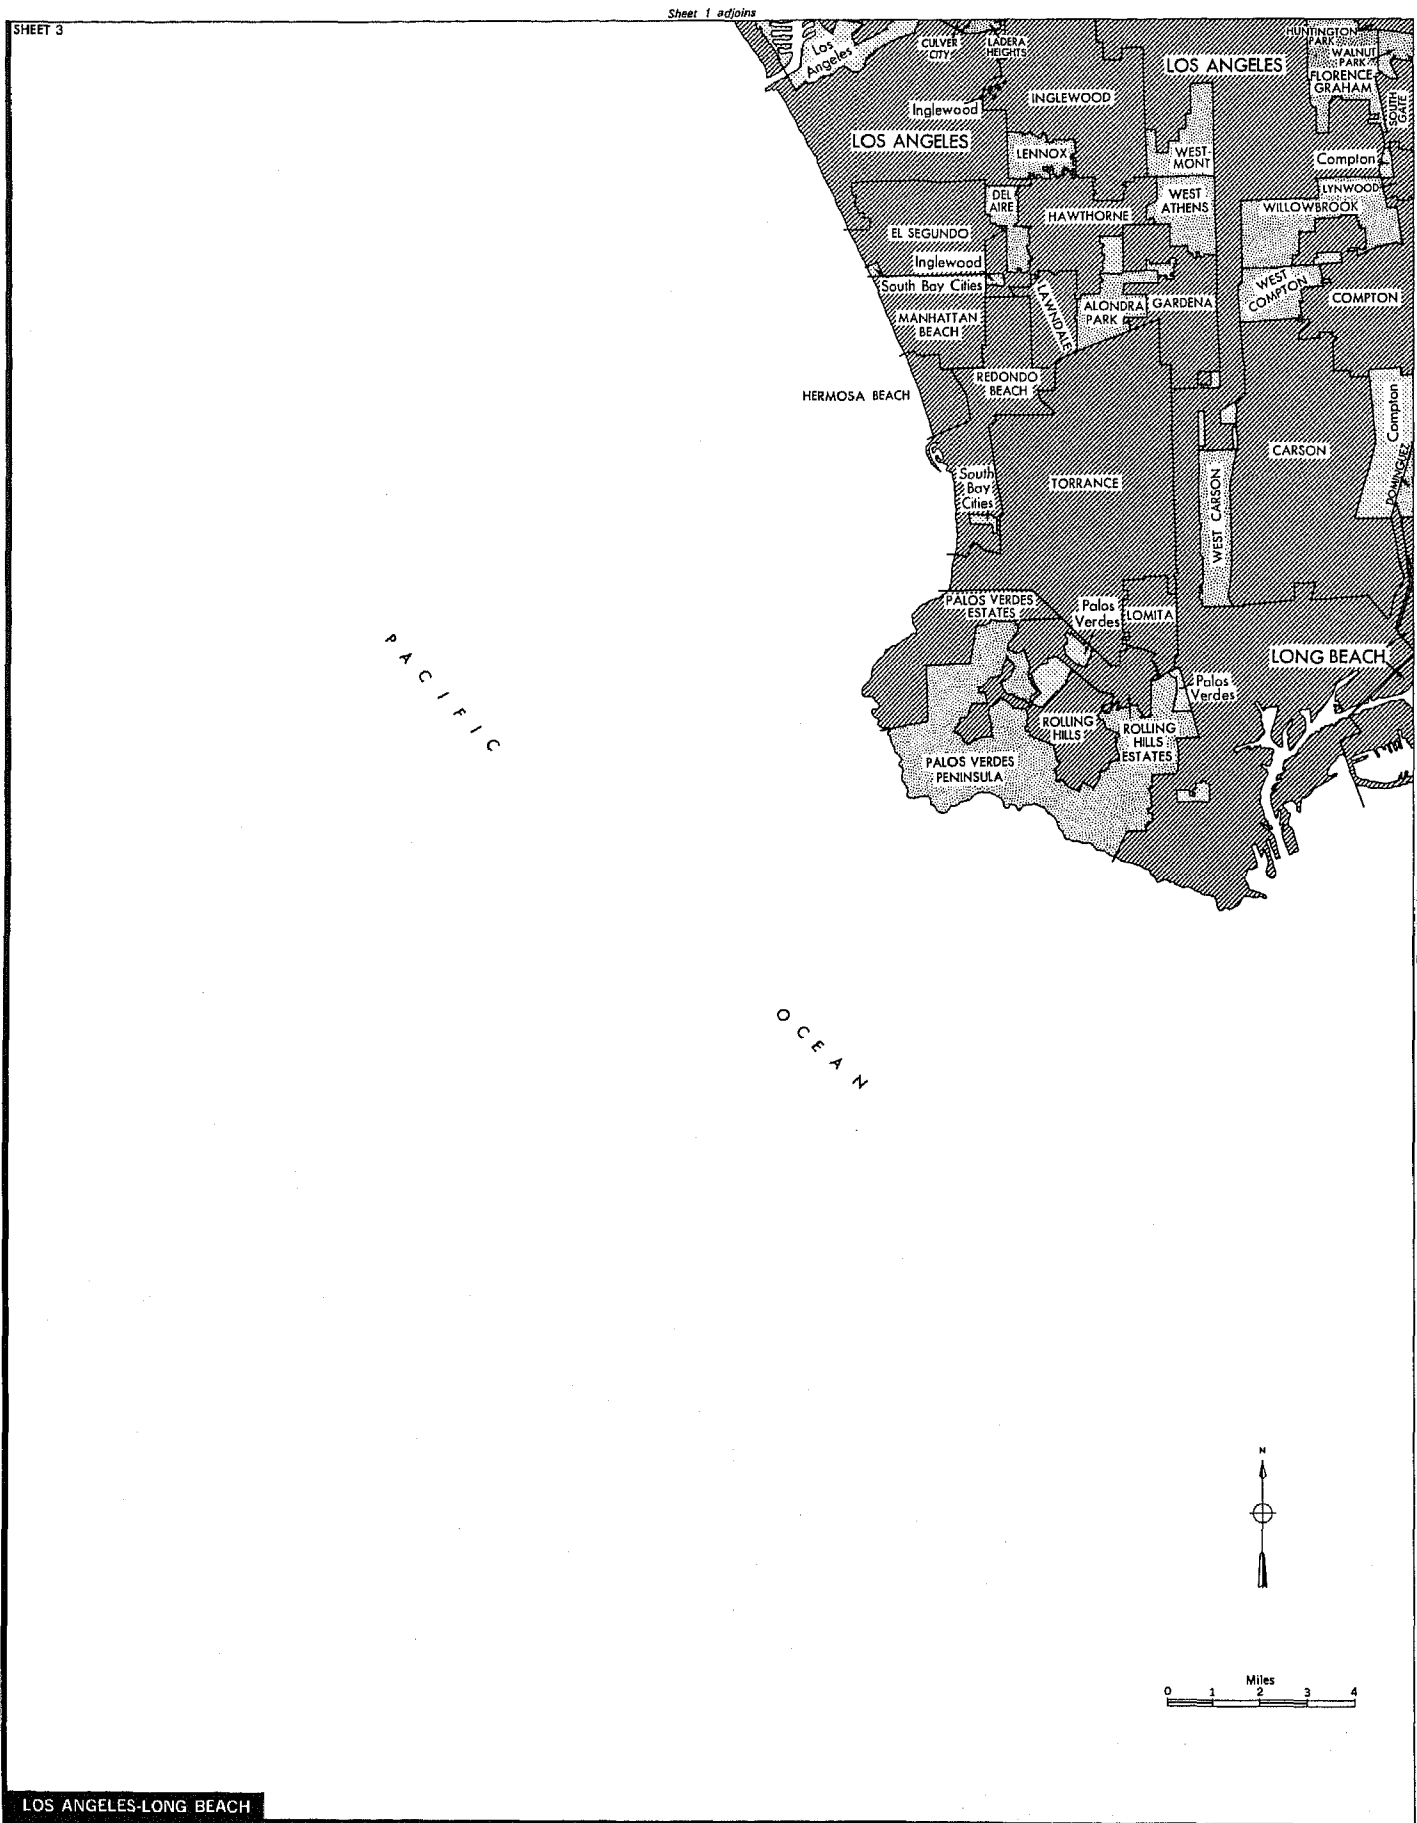 Sheet 1 adjoins
SHEET 3
Los
Angeles
CULVER
CITY
LADERA
HEIGHTS
LOS ANGELES
HUNTINGTON
PARK
WALNUT
PARK
FLORENCE-
GRAHAM
SOUTH
GATE
Inglewood
INGLEWOOD
LOS ANGELES
LENNOX
WEST-
MONT
Compton
DEL
AIRE
HAWTHORNE
WEST
ATHENS
LYNWOOD
WILLOWBROOK
EL SEGUNDO
Inglewood
South Bay Cities
LAWNDALE
ALONDRA
PARK
GARDENA
WEST
COMPTON
COMPTON
MANHATTAN
BEACH
REDONDO
BEACH
HERMOSA BEACH
Compton
DOMINGUEZ
CARSON
South
Bay
Cities
TORRANCE
WEST CARSON
PALOS VERDES
ESTATES
Palos
Verdes
LOMITA
LONG BEACH
Palos
Verdes
ROLLING
HILLS
ROLLING
HILLS
ESTATES
PALOS VERDES
PENINSULA
PACIFIC
OCEAN
N
Miles
0 1 2 3 4
LOS ANGELES-LONG BEACH